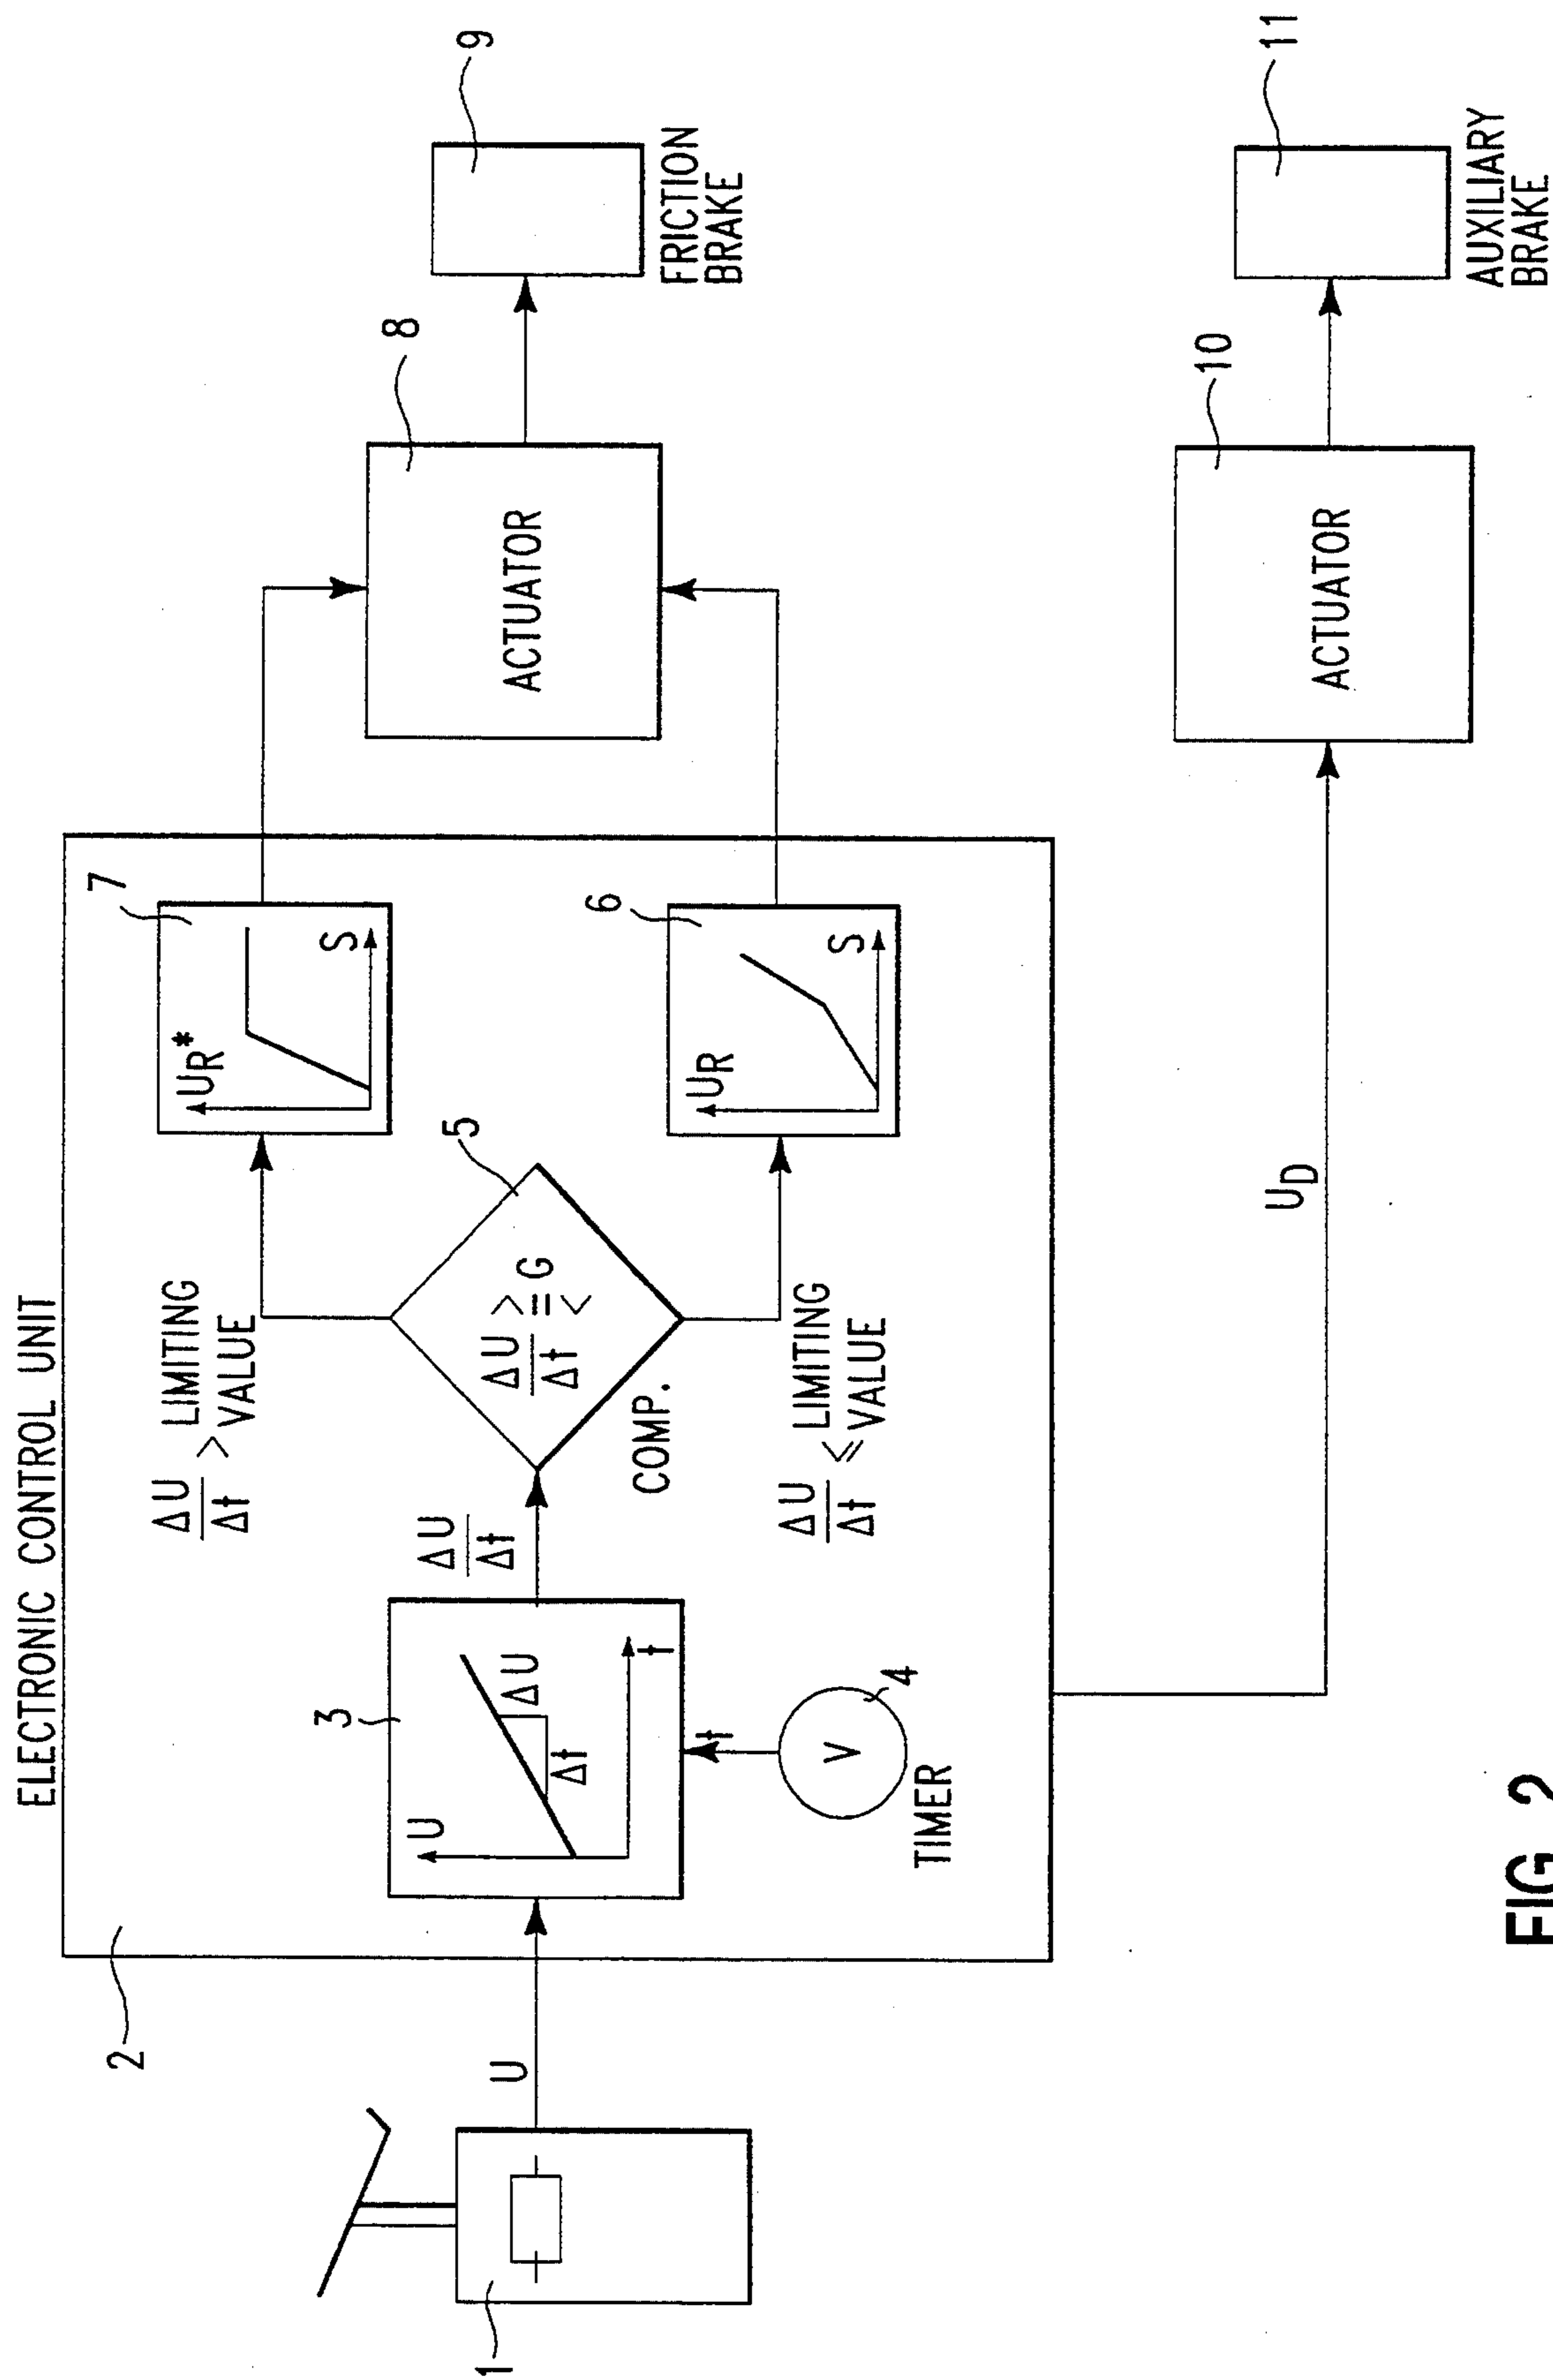 ELECTRONIC CONTROL UNIT
2
7
UR*
S
ΔU/Δt > LIMITING
VALUE
8
9
ACTUATOR
FRICTION
BRAKE
3
U
ΔU
Δt
t
ΔU/Δt
5
ΔU/Δt >=< G
COMP.
6
UR
S
ΔU/Δt ≤ LIMITING
VALUE
t
V
4
TIMER
1
U
UD
10
ACTUATOR
11
AUXILIARY
BRAKE
FIG. 2